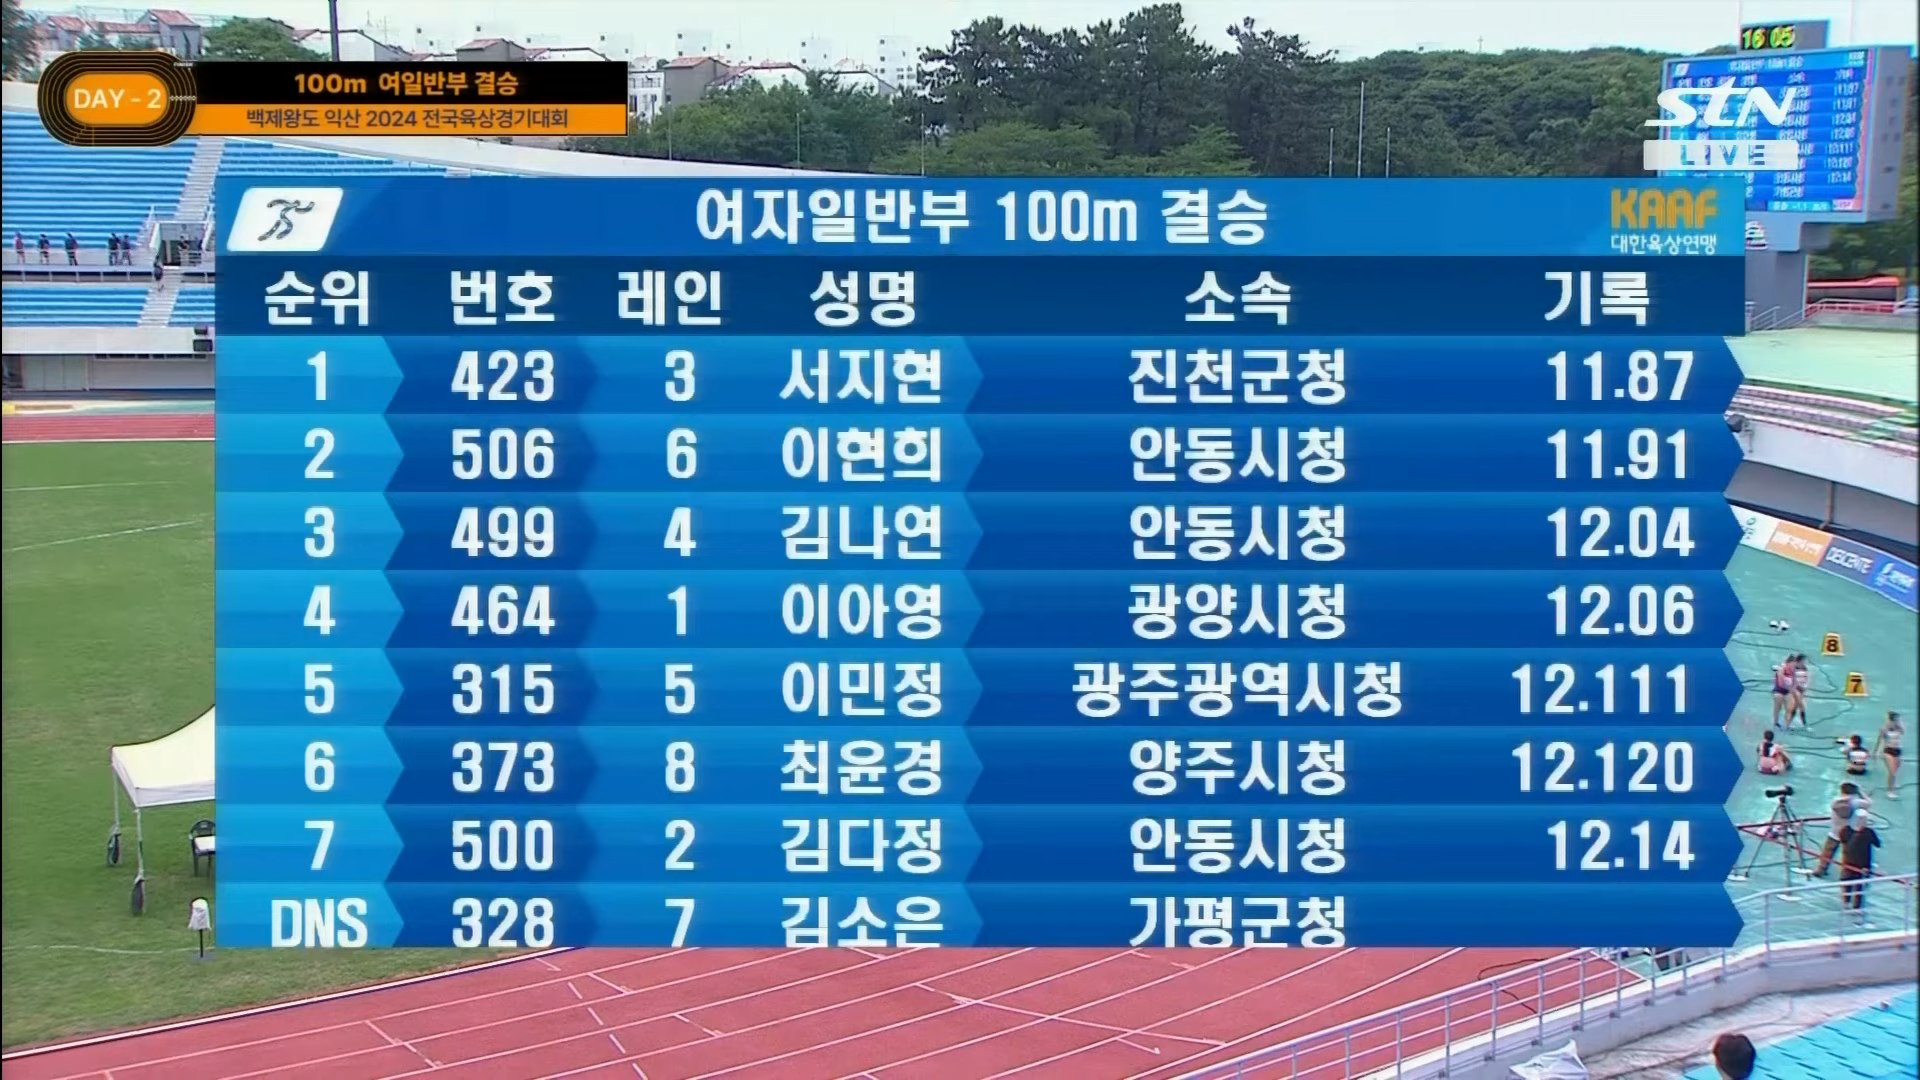 DAY - 2
100m 여일반부 결승
백제왕도 익산 2024 전국육상경기대회
16 05
STN
LIVE
여자일반부 100m 결승
KAAF
대한육상연맹
순위 번호 레인 성명 소속 기록
1 423 3 서지현 진천군청 11.87
2 506 6 이현희 안동시청 11.91
3 499 4 김나연 안동시청 12.04
4 464 1 이아영 광양시청 12.06
5 315 5 이민정 광주광역시청 12.111
6 373 8 최윤경 양주시청 12.120
7 500 2 김다정 안동시청 12.14
DNS 328 7 김소은 가평군청
DESCENTE
8
7